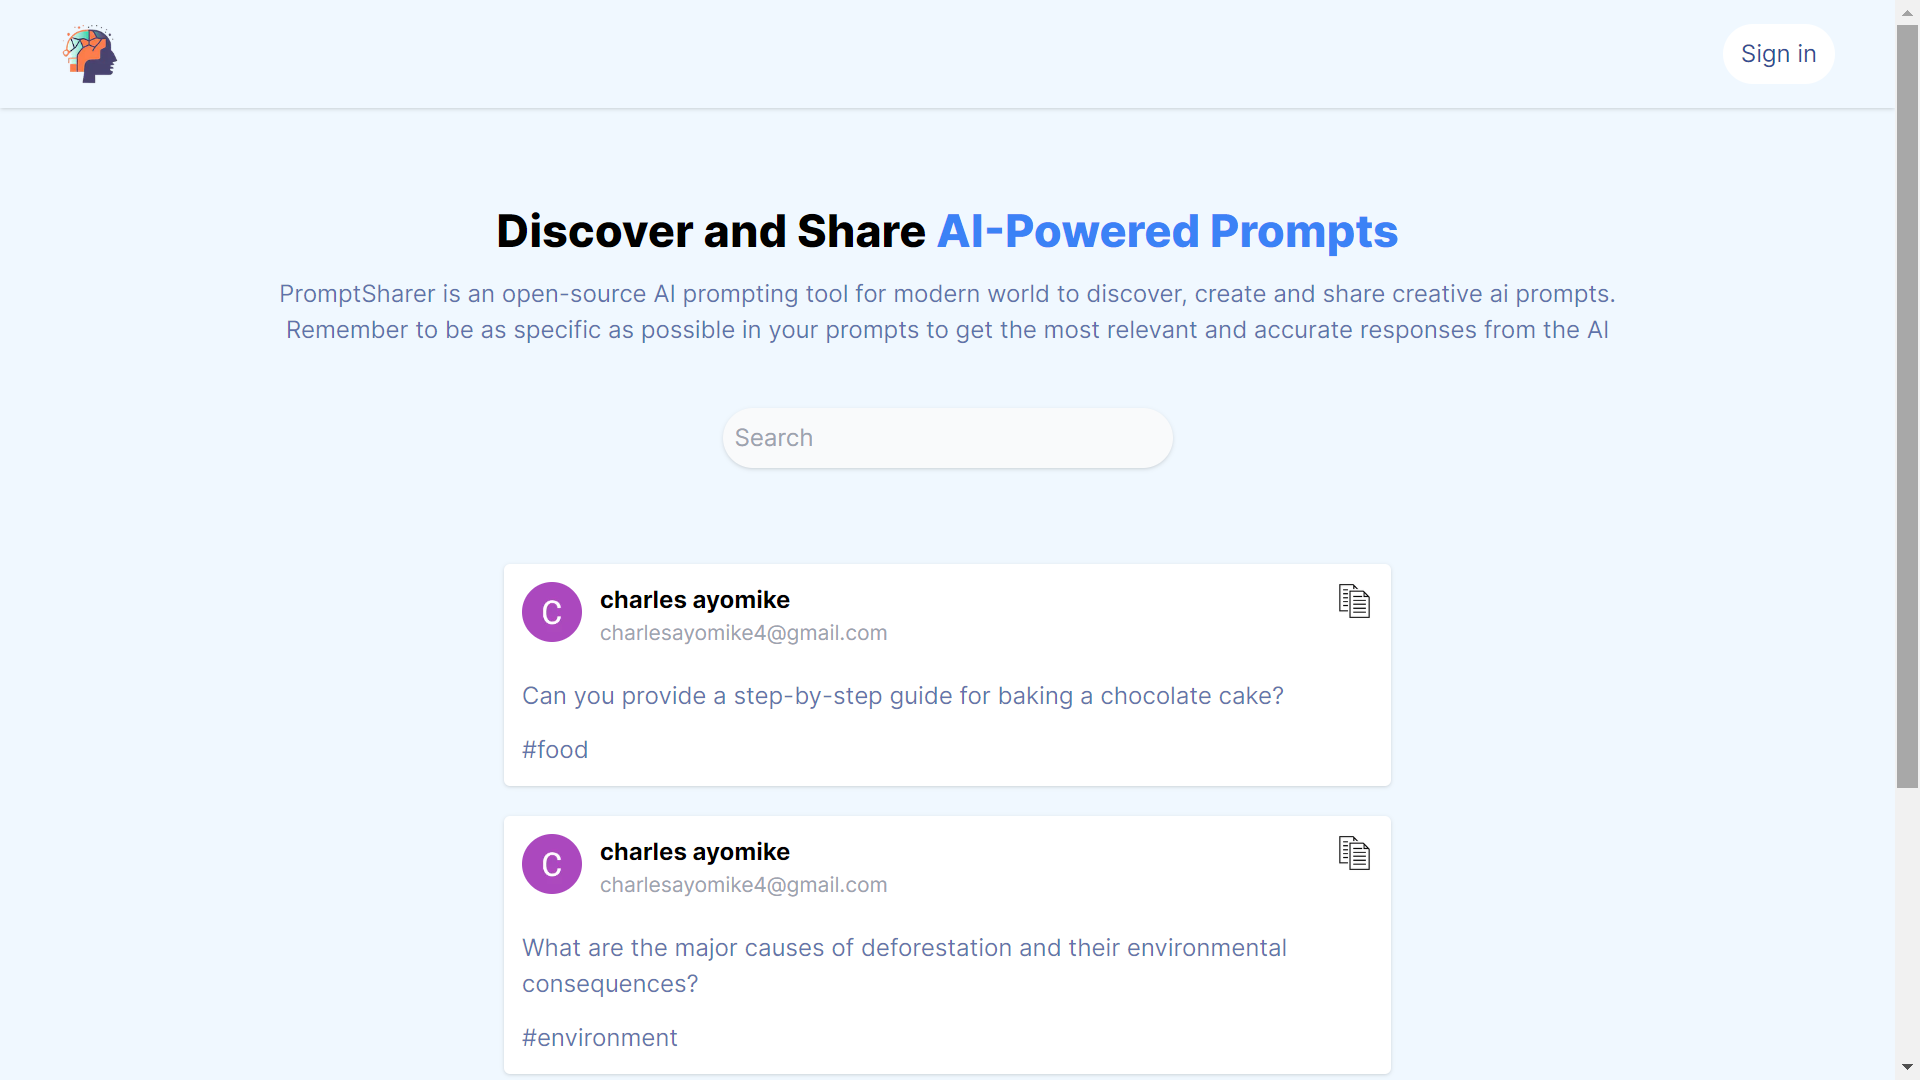 Sign in
Discover and Share AI-Powered Prompts
PromptSharer is an open-source AI prompting tool for modern world to discover, create and share creative ai prompts.
Remember to be as specific as possible in your prompts to get the most relevant and accurate responses from the AI
Search
C
charles ayomike
charlesayomike4@gmail.com
Can you provide a step-by-step guide for baking a chocolate cake?
#food
C
charles ayomike
charlesayomike4@gmail.com
What are the major causes of deforestation and their environmental
consequences?
#environment